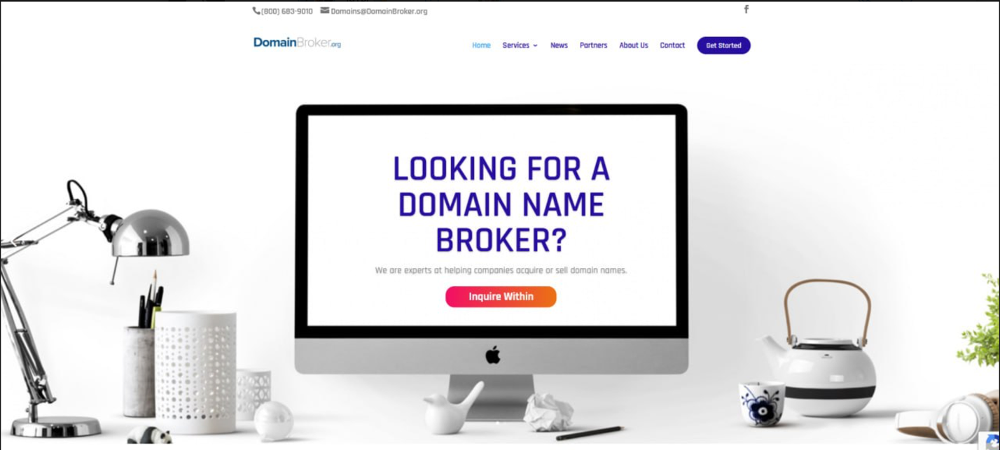 (800) 683-9010 Domains@DomainBroker.org
DomainBroker.org
Home Services News Partners About Us Contact Get Started
LOOKING FOR A
DOMAIN NAME
BROKER?
We are experts at helping companies acquire or sell domain names.
Inquire Within